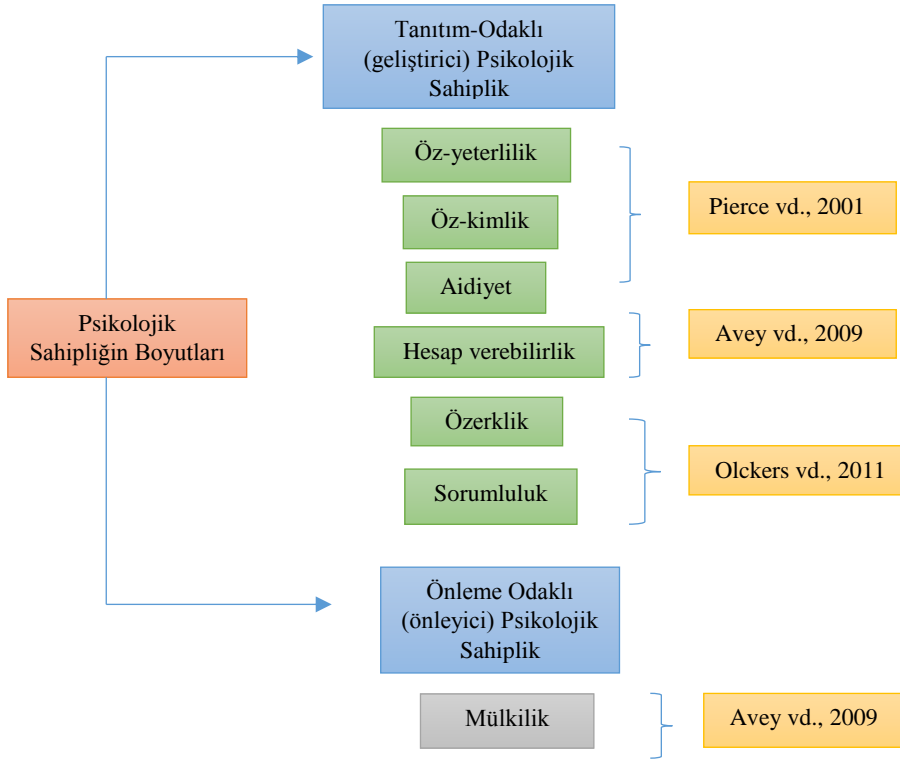 Tanıtım-Odaklı
(geliştirici) Psikolojik
Sahiplik
Öz-yeterlilik
Öz-kimlik
Pierce vd., 2001
Aidiyet
Psikolojik
Sahipliğin Boyutları
Hesap verebilirlik
Avey vd., 2009
Özerklik
Olckers vd., 2011
Sorumluluk
Önleme Odaklı
(önleyici) Psikolojik
Sahiplik
Mülkilik
Avey vd., 2009